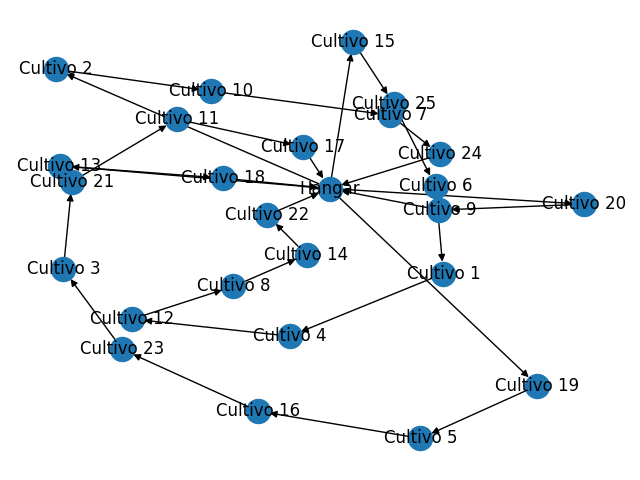 Cultivo 15
Cultivo 2
Cultivo 10
Cultivo 25
Cultivo 7
Cultivo 11
Cultivo 17
Cultivo 24
Cultivo 13
Cultivo 18
Cultivo 21
Cultivo 6
Hangar
Cultivo 20
Cultivo 9
Cultivo 22
Cultivo 14
Cultivo 3
Cultivo 1
Cultivo 8
Cultivo 12
Cultivo 4
Cultivo 23
Cultivo 19
Cultivo 16
Cultivo 5